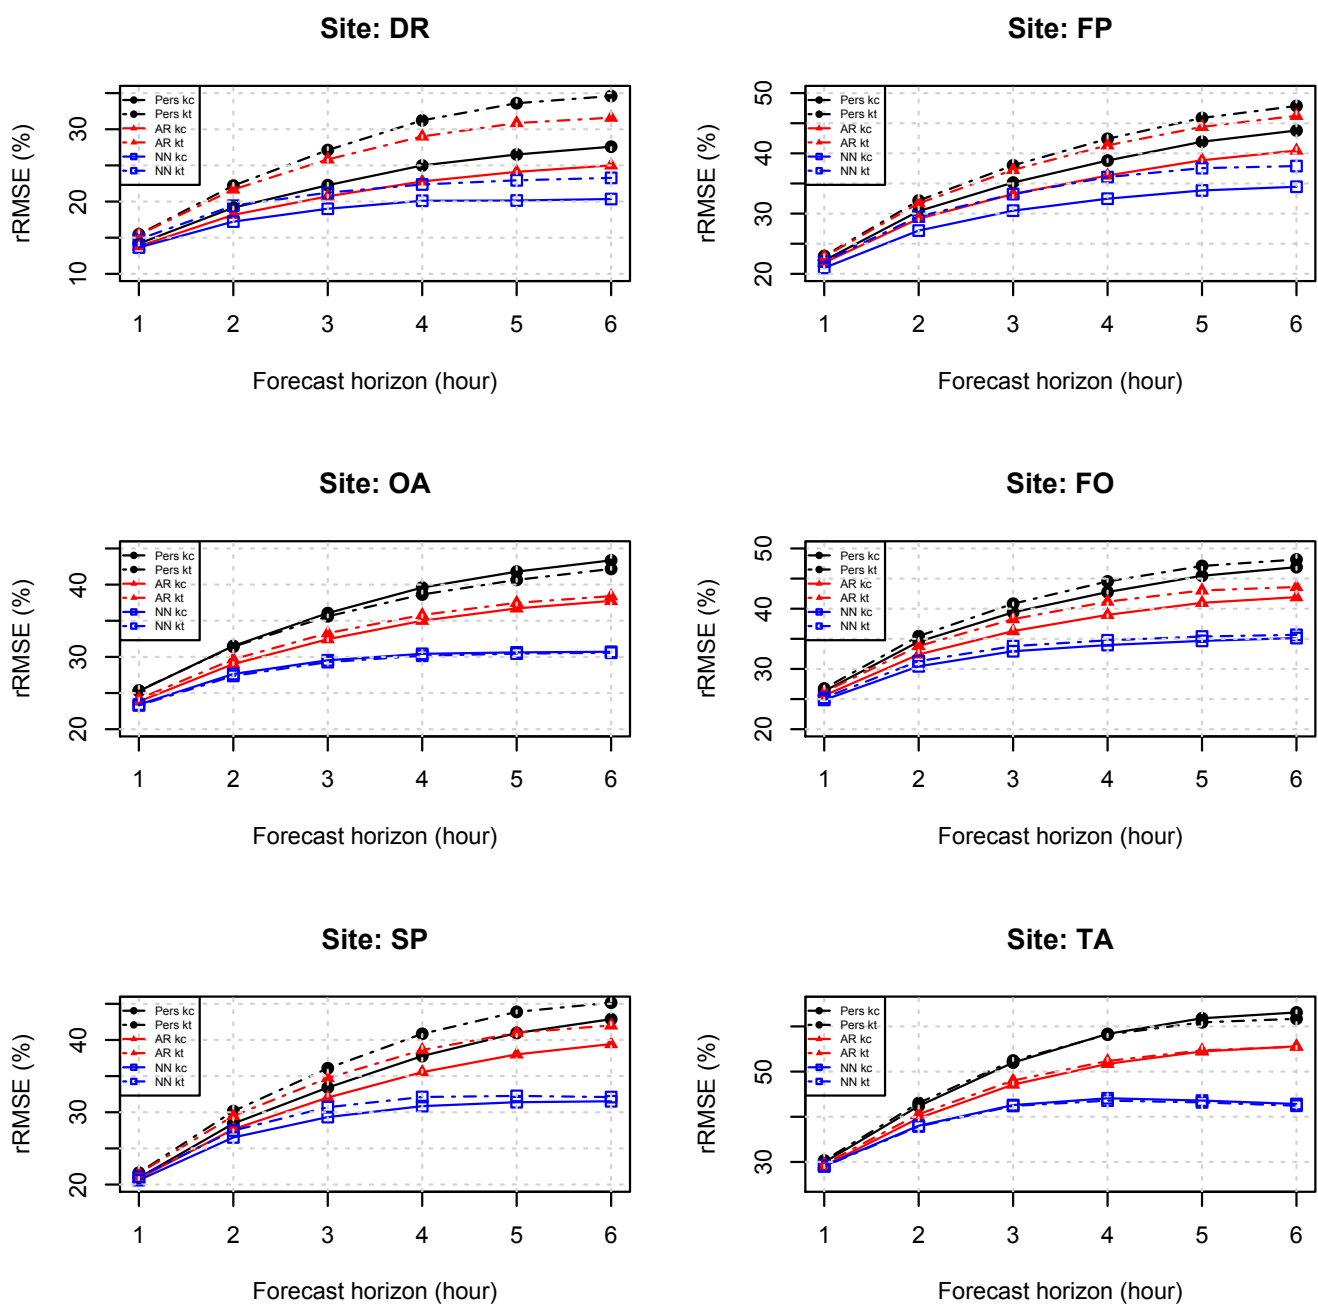 Site: DR
rRMSE (%)
10 20 30
Pers kc
Pers kt
AR kc
AR kt
NN kc
NN kt
1 2 3 4 5 6
Forecast horizon (hour)
Site: FP
rRMSE (%)
20 30 40 50
Pers kc
Pers kt
AR kc
AR kt
NN kc
NN kt
1 2 3 4 5 6
Forecast horizon (hour)
Site: OA
rRMSE (%)
20 30 40
Pers kc
Pers kt
AR kc
AR kt
NN kc
NN kt
1 2 3 4 5 6
Forecast horizon (hour)
Site: FO
rRMSE (%)
20 30 40 50
Pers kc
Pers kt
AR kc
AR kt
NN kc
NN kt
1 2 3 4 5 6
Forecast horizon (hour)
Site: SP
rRMSE (%)
20 30 40
Pers kc
Pers kt
AR kc
AR kt
NN kc
NN kt
1 2 3 4 5 6
Forecast horizon (hour)
Site: TA
rRMSE (%)
30 50
Pers kc
Pers kt
AR kc
AR kt
NN kc
NN kt
1 2 3 4 5 6
Forecast horizon (hour)